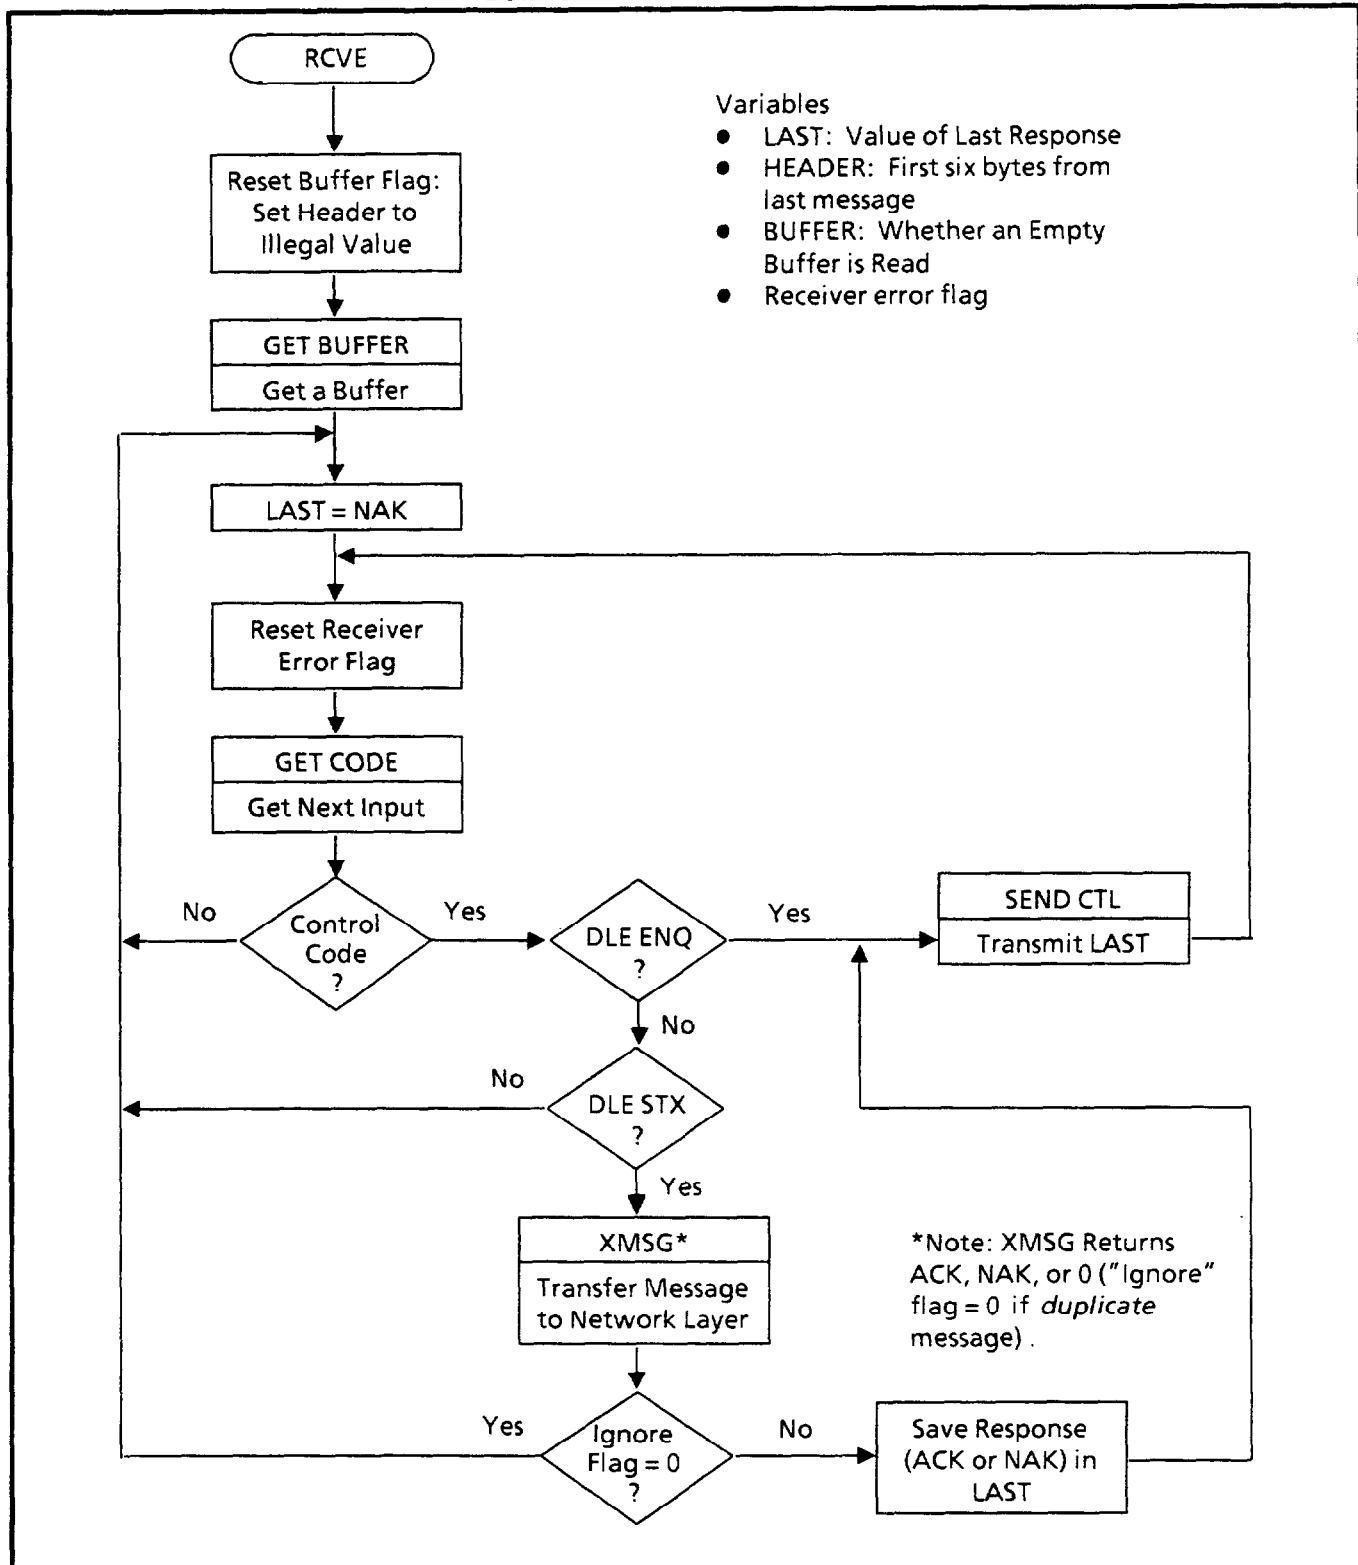 RCVE
Variables
● LAST: Value of Last Response
● HEADER: First six bytes from
last message
● BUFFER: Whether an Empty
Buffer is Read
● Receiver error flag
Reset Buffer Flag:
Set Header to
Illegal Value
GET BUFFER
Get a Buffer
LAST = NAK
Reset Receiver
Error Flag
GET CODE
Get Next Input
No
Control
Code
?
Yes
DLE ENQ
?
Yes
SEND CTL
Transmit LAST
No
No
DLE STX
?
Yes
XMSG*
Transfer Message
to Network Layer
*Note: XMSG Returns
ACK, NAK, or 0 ("Ignore"
flag = 0 if duplicate
message).
Yes
Ignore
Flag = 0
?
No
Save Response
(ACK or NAK) in
LAST